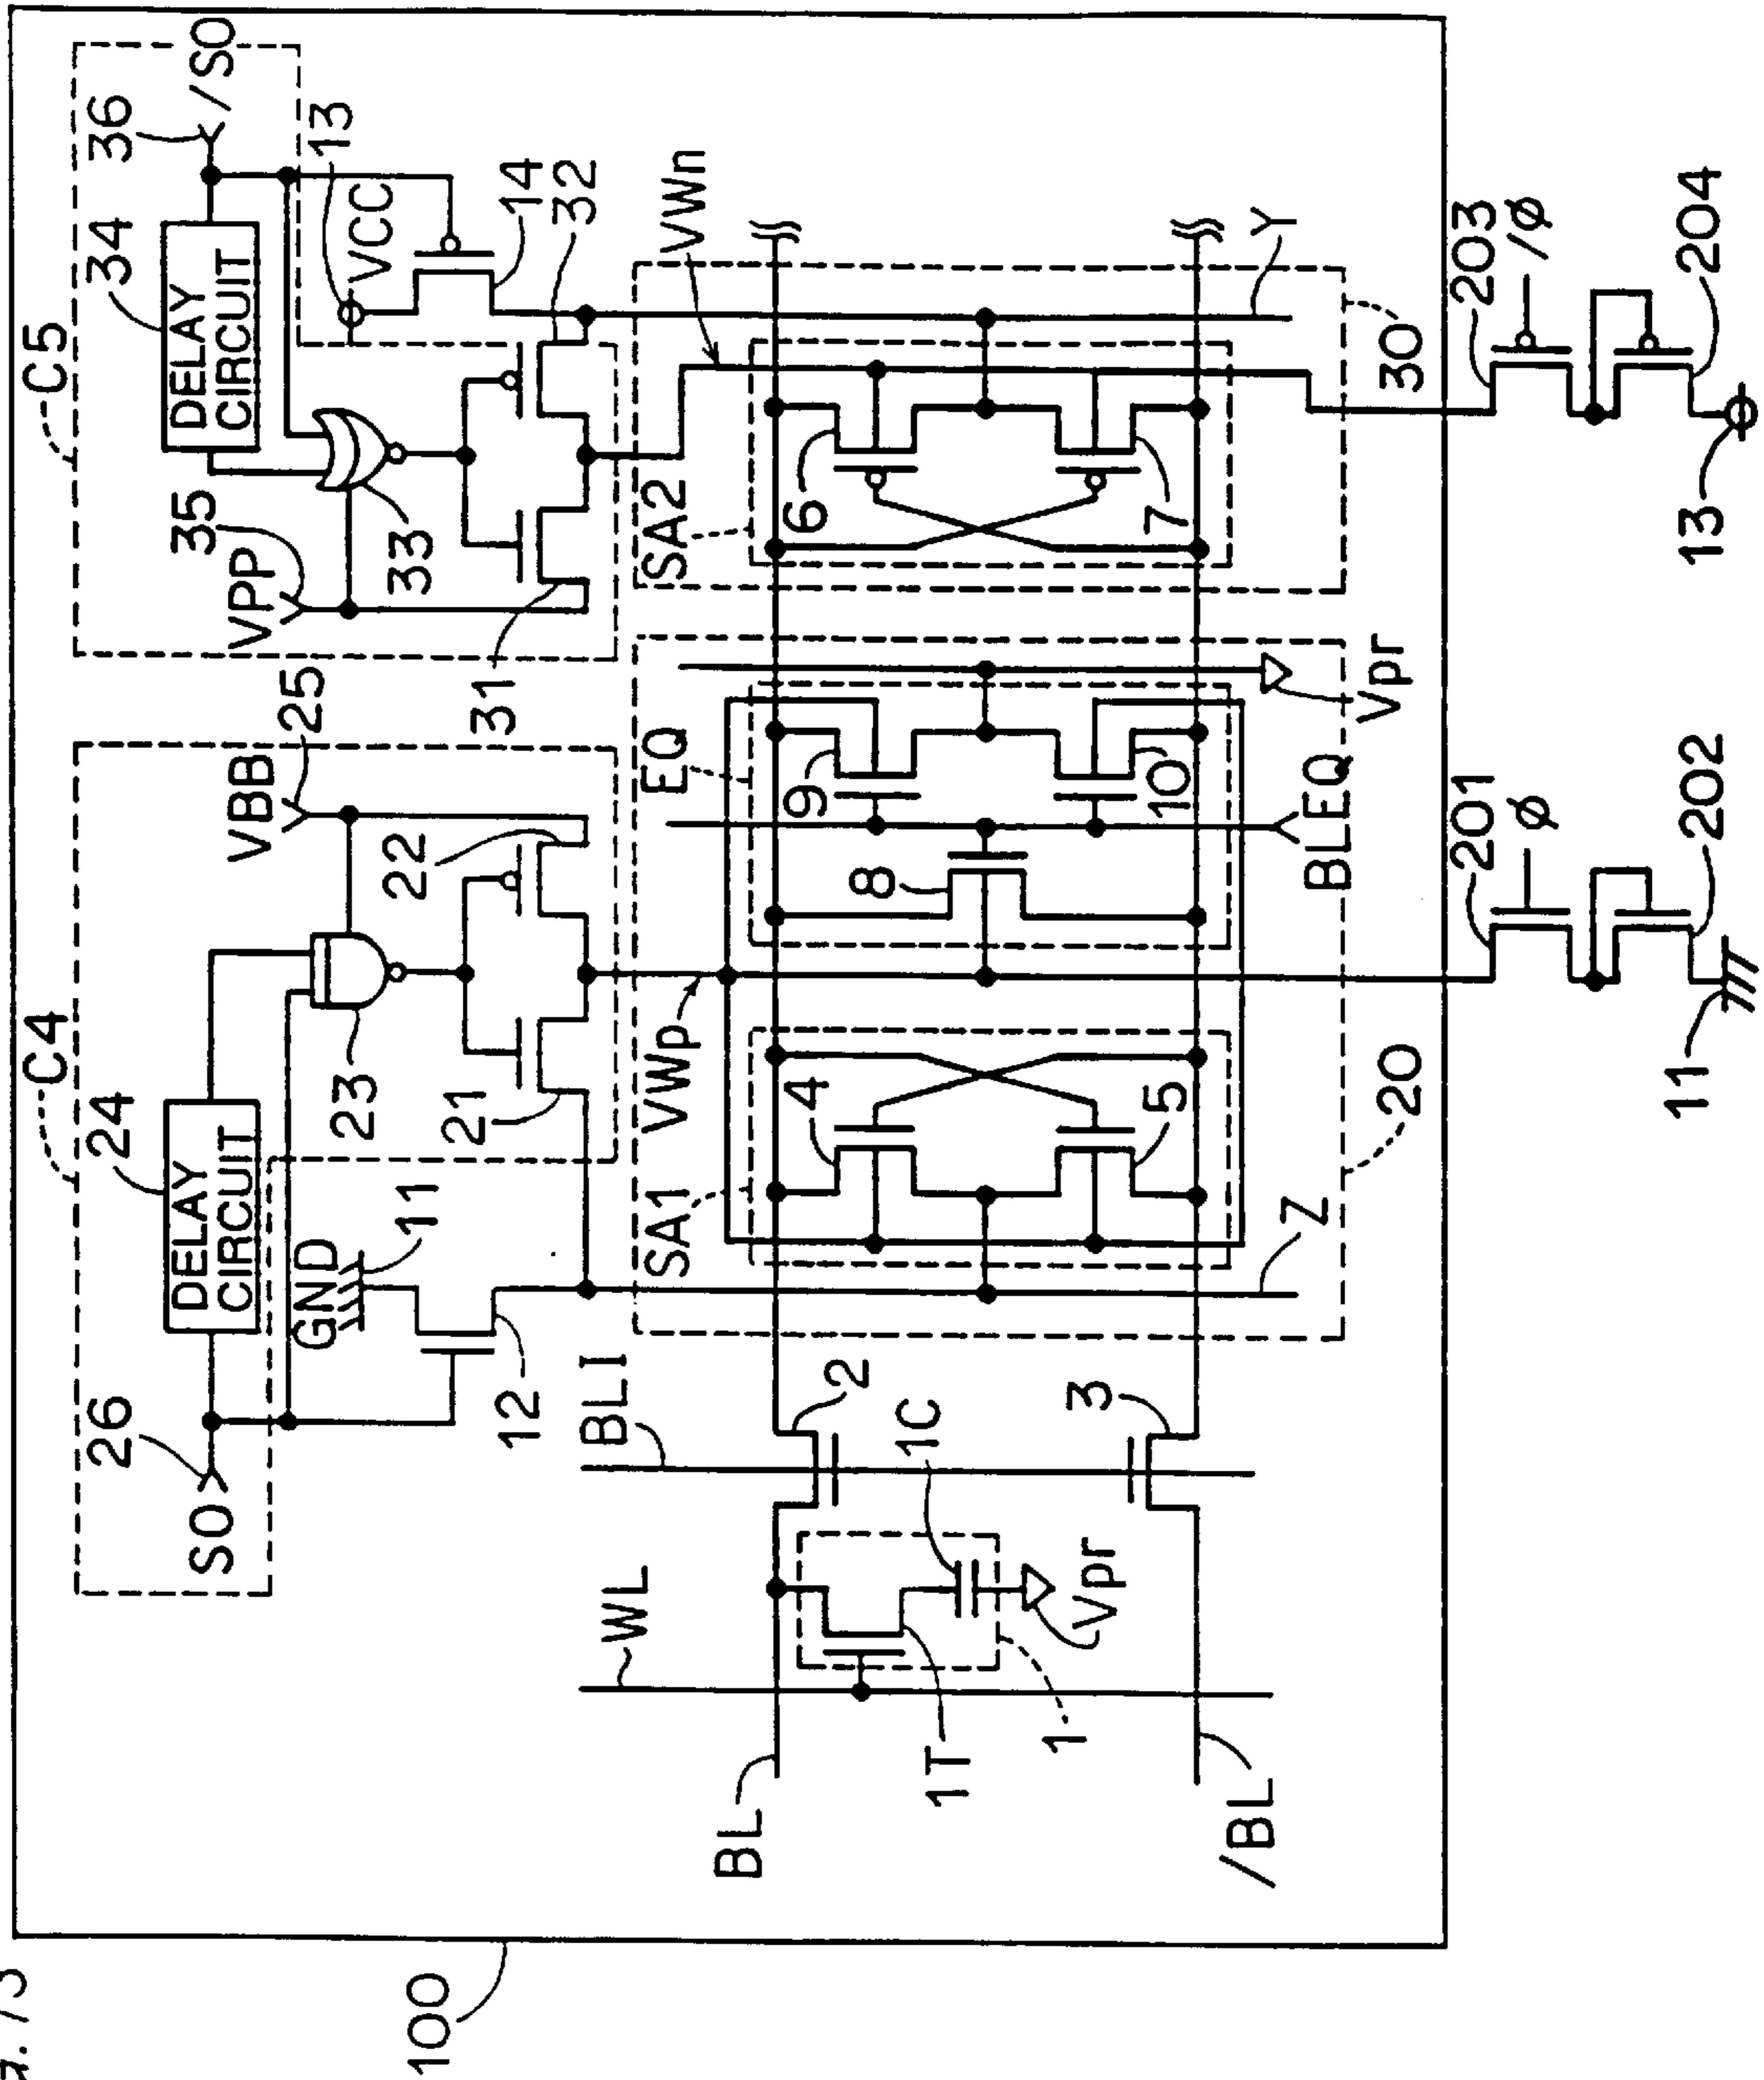 100
C4
C5
26
24
25
35
34
36
SO
DELAY
CIRCUIT
VBB
VPP
DELAY
CIRCUIT
/SO
GND
11
23
22
33
13
VCC
12
21
31
14
32
WL
BLI
SA1
VWp
EQ
SA2
VWn
BL
2
4
8
9
6
1C
1T
1
Vpr
3
5
10
7
/BL
Z
BLEQ
Vpr
Y
20
30
201
φ
203
/φ
202
204
11
13